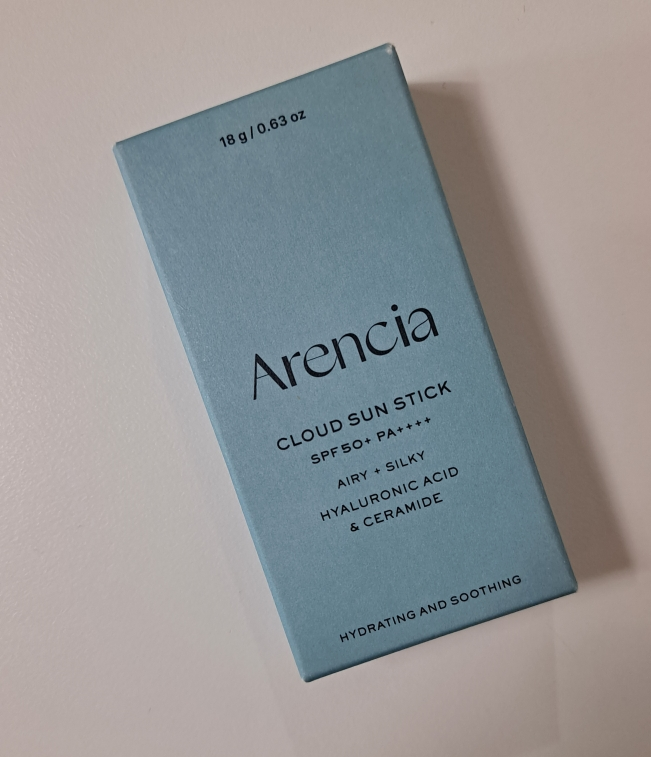 18 g / 0.63 oz
Arencia
CLOUD SUN STICK
SPF50+ PA++++
AIRY + SILKY
HYALURONIC ACID
& CERAMIDE
HYDRATING AND SOOTHING